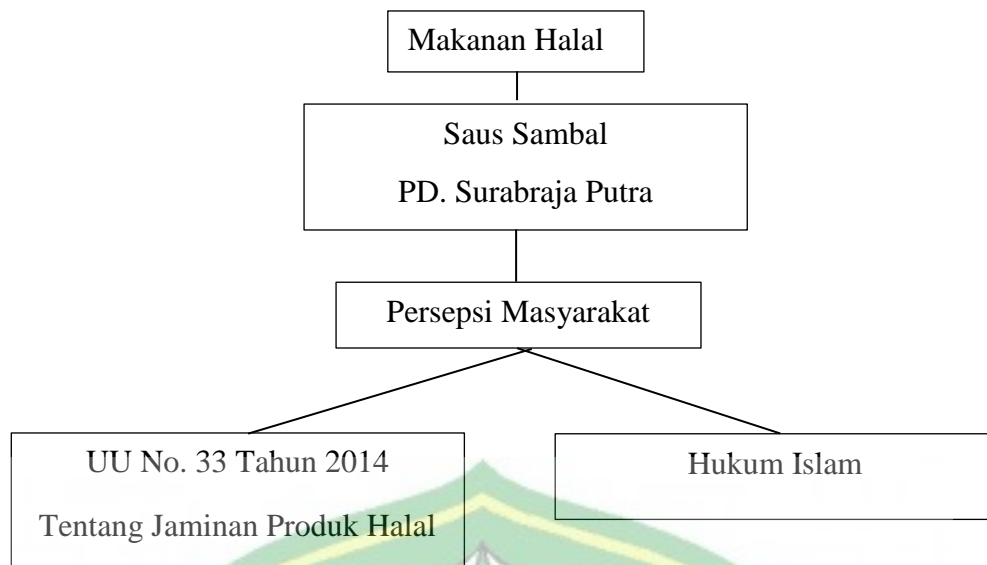 Makanan Halal
Saus Sambal
PD. Surabraja Putra
Persepsi Masyarakat
UU No. 33 Tahun 2014
Tentang Jaminan Produk Halal
Hukum Islam